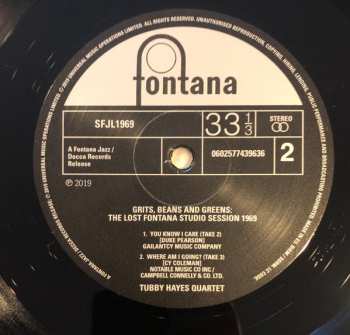 fontana
SFJL1969
33 1/3
STEREO
A Fontana Jazz /
Decca Records
Release
0602577439636
2
℗ 2019
GRITS, BEANS AND GREENS:
THE LOST FONTANA STUDIO SESSION 1969
1. YOU KNOW I CARE (TAKE 2)
[DUKE PEARSON]
GAILANTCY MUSIC COMPANY
2. WHERE AM I GOING? (TAKE 3)
[CY COLEMAN]
NOTABLE MUSIC CO INC /
CAMPBELL CONNELLY & CO. LTD.
TUBBY HAYES QUARTET